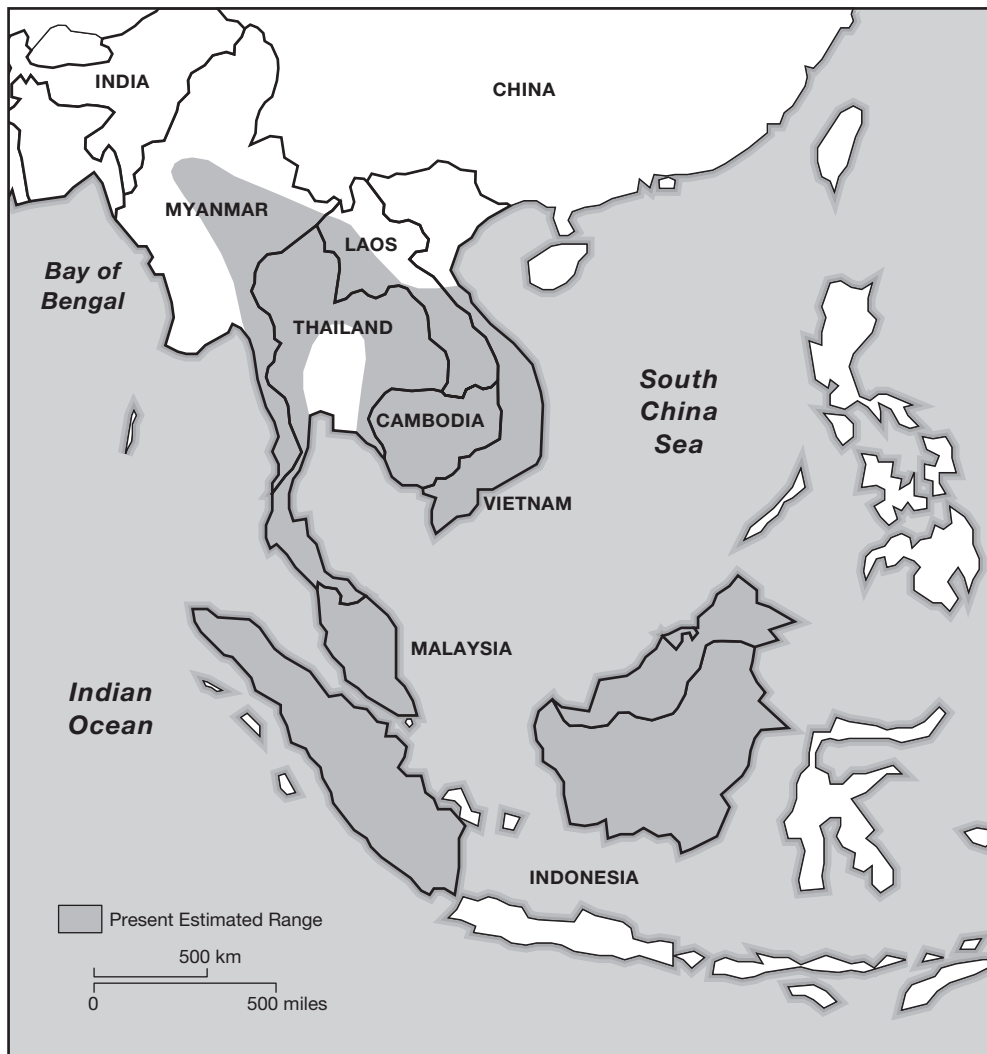 INDIA
CHINA
MYANMAR
LAOS
Bay of
Bengal
THAILAND
South
China
Sea
CAMBODIA
VIETNAM
MALAYSIA
Indian
Ocean
INDONESIA
Present Estimated Range
500 km
0
500 miles